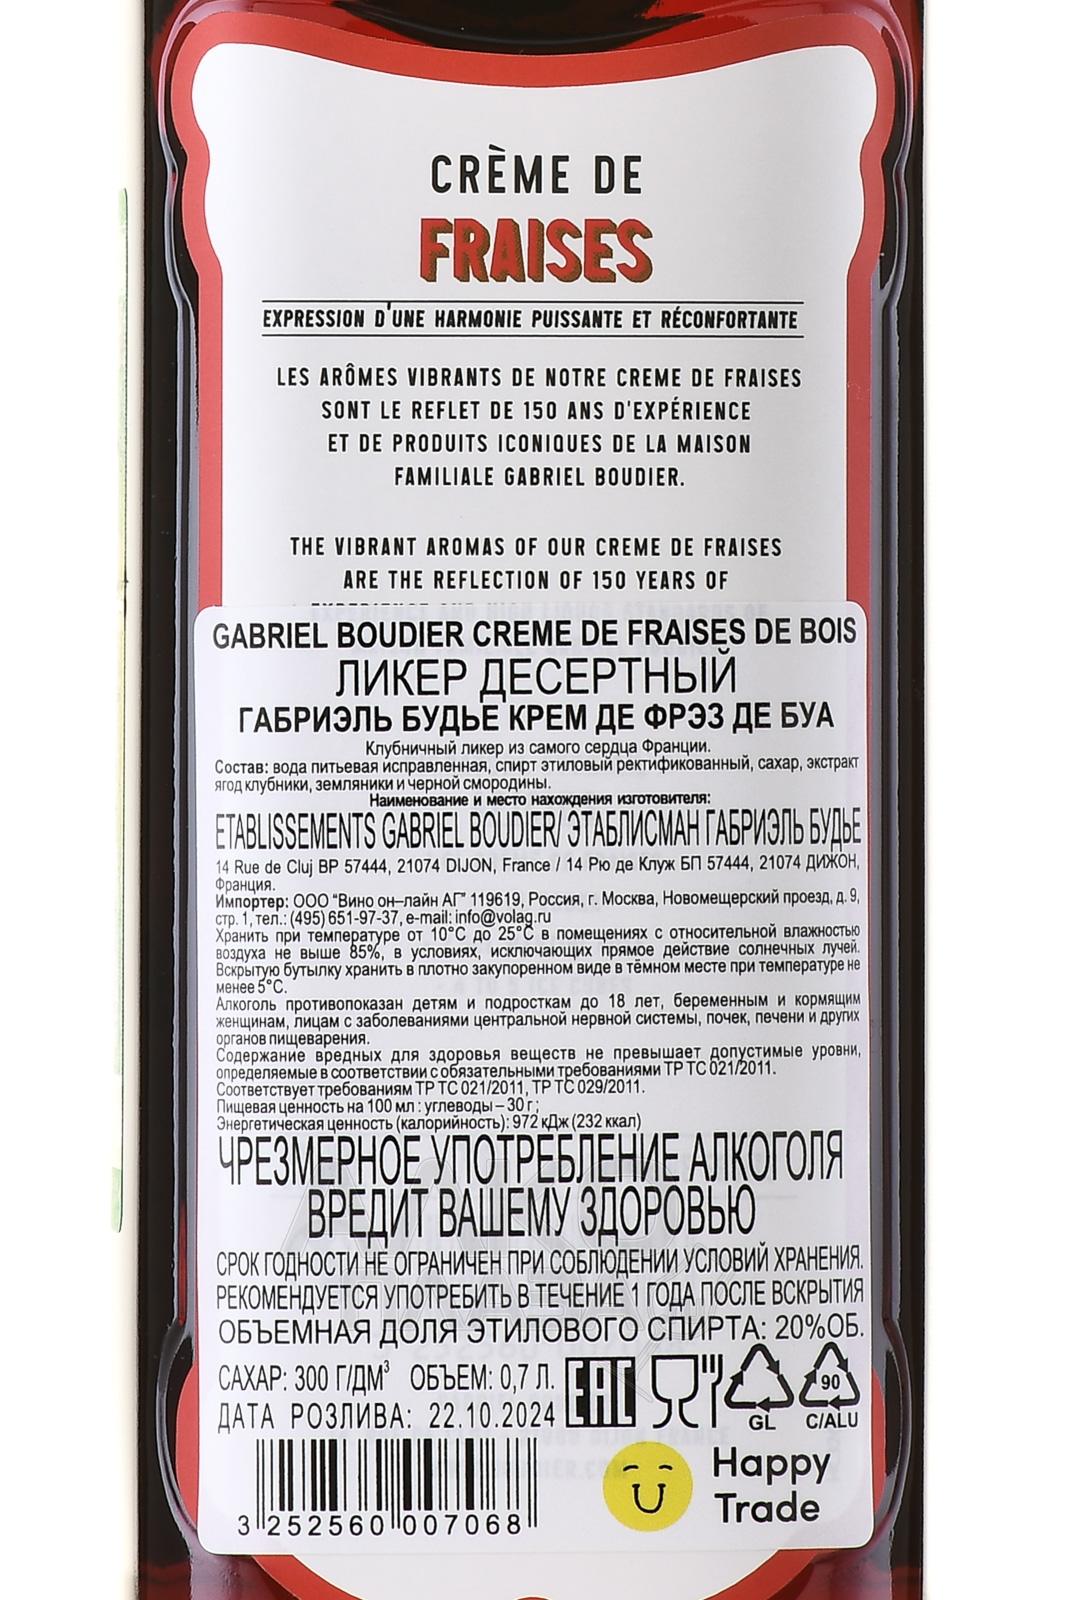 CRÈME DE
FRAISES
EXPRESSION D'UNE HARMONIE PUISSANTE ET RÉCONFORTANTE
LES ARÔMES VIBRANTS DE NOTRE CREME DE FRAISES
SONT LE REFLET DE 150 ANS D'EXPÉRIENCE
ET DE PRODUITS ICONIQUES DE LA MAISON
FAMILIALE GABRIEL BOUDIER.
THE VIBRANT AROMAS OF OUR CREME DE FRAISES
ARE THE REFLECTION OF 150 YEARS OF
GABRIEL BOUDIER CREME DE FRAISES DE BOIS
ЛИКЕР ДЕСЕРТНЫЙ
ГАБРИЭЛЬ БУДЬЕ КРЕМ ДЕ ФРЭЗ ДЕ БУА
Клубничный ликер из самого сердца Франции.
Состав: вода питьевая исправленная, спирт этиловый ректификованный, сахар, экстракт
ягод клубники, земляники и черной смородины.
Наименование и место нахождения изготовителя:
ETABLISSEMENTS GABRIEL BOUDIER/ ЭТАБЛИСМАН ГАБРИЭЛЬ БУДЬЕ
14 Rue de Cluj BP 57444, 21074 DIJON, France / 14 Рю де Клуж БП 57444, 21074 ДИЖОН,
Франция.
Импортер: ООО "Вино он–лайн АГ" 119619, Россия, г. Москва, Новомещерский проезд, д. 9,
стр. 1, тел.: (495) 651-97-37, e-mail: info@volag.ru
Хранить при температуре от 10°С до 25°С в помещениях с относительной влажностью
воздуха не выше 85%, в условиях, исключающих прямое действие солнечных лучей.
Вскрытую бутылку хранить в плотно закупоренном виде в тёмном месте при температуре не
менее 5°С.
Алкоголь противопоказан детям и подросткам до 18 лет, беременным и кормящим
женщинам, лицам с заболеваниями центральной нервной системы, почек, печени и других
органов пищеварения.
Содержание вредных для здоровья веществ не превышает допустимые уровни,
определяемые в соответствии с обязательными требованиями ТР ТС 021/2011.
Соответствует требованиям ТР ТС 021/2011, ТР ТС 029/2011.
Пищевая ценность на 100 мл : углеводы – 30 г ;
Энергетическая ценность (калорийность): 972 кДж (232 ккал)
ЧРЕЗМЕРНОЕ УПОТРЕБЛЕНИЕ АЛКОГОЛЯ
ВРЕДИТ ВАШЕМУ ЗДОРОВЬЮ
СРОК ГОДНОСТИ НЕ ОГРАНИЧЕН ПРИ СОБЛЮДЕНИИ УСЛОВИЙ ХРАНЕНИЯ.
РЕКОМЕНДУЕТСЯ УПОТРЕБИТЬ В ТЕЧЕНИЕ 1 ГОДА ПОСЛЕ ВСКРЫТИЯ
ОБЪЕМНАЯ ДОЛЯ ЭТИЛОВОГО СПИРТА: 20%ОБ.
САХАР: 300 Г/ДМ³ ОБЪЕМ: 0,7 Л.
ДАТА РОЗЛИВА: 22.10.2024
EAC
GL
90
C/ALU
3 252560 007068
Happy
Trade